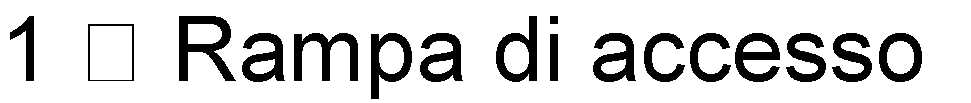 1 □ Rampa di accesso